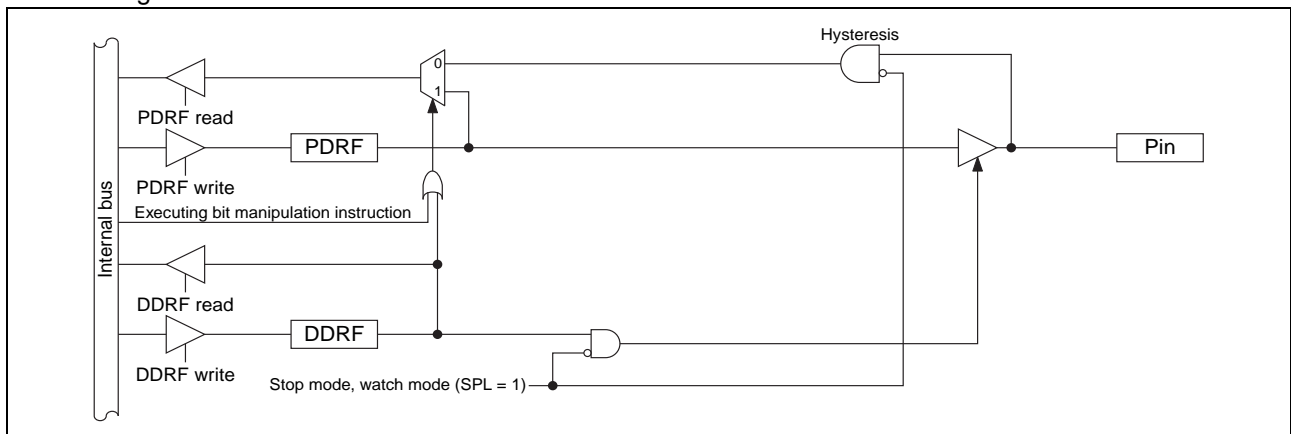 Hysteresis
0
1
PDRF read
PDRF
Pin
PDRF write
Executing bit manipulation instruction
Internal bus
DDRF read
DDRF
DDRF write
Stop mode, watch mode (SPL = 1)